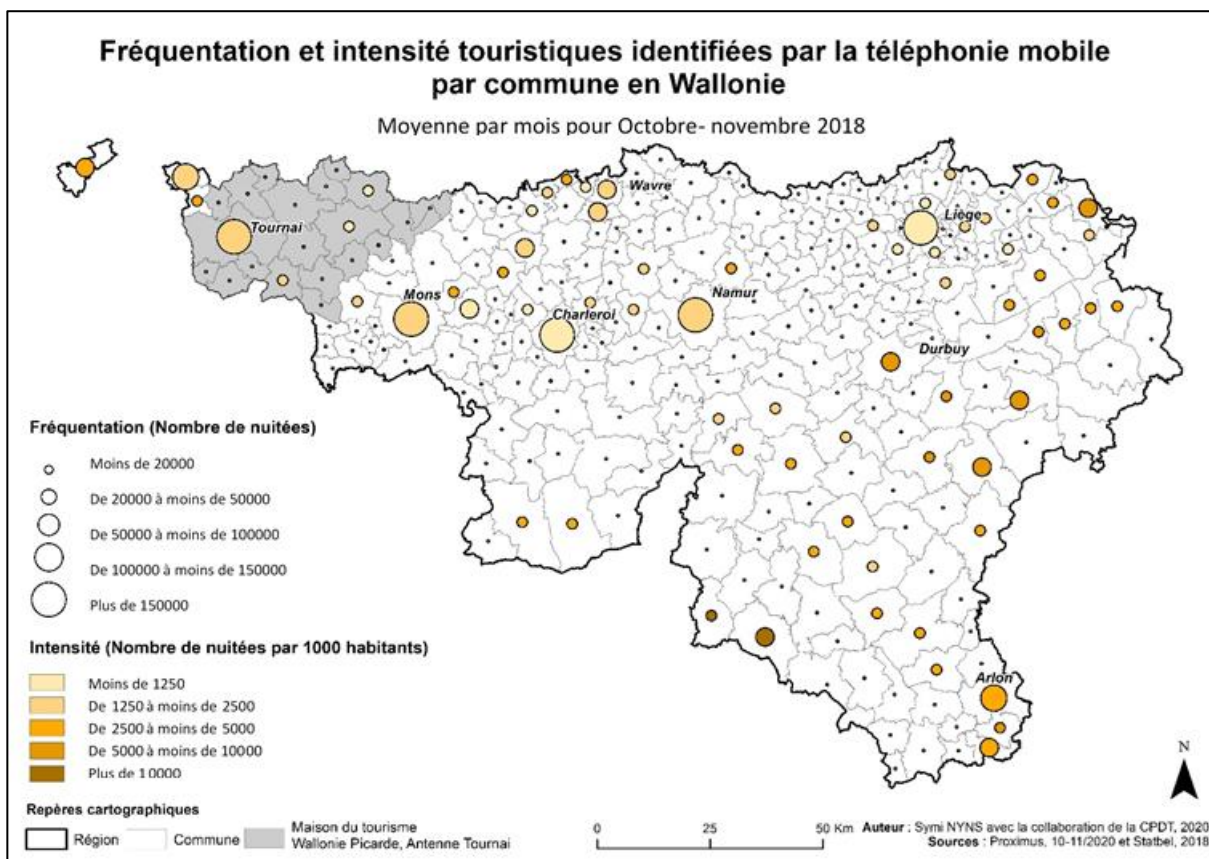 Fréquentation et intensité touristiques identifiées par la téléphonie mobile
par commune en Wallonie
Moyenne par mois pour Octobre- novembre 2018
Wavre
Liège
Tournai
Mons
Namur
Charleroi
Durbuy
Arlon
Fréquentation (Nombre de nuitées)
Moins de 20000
De 20000 à moins de 50000
De 50000 à moins de 100000
De 100000 à moins de 150000
Plus de 150000
Intensité (Nombre de nuitées par 1000 habitants)
Moins de 1250
De 1250 à moins de 2500
De 2500 à moins de 5000
De 5000 à moins de 10000
Plus de 10000
N
Repères cartographiques
Région
Commune
Maison du tourisme
Wallonie Picarde, Antenne Tournai
0 25 50 Km
Auteur : Symi NYNS avec la collaboration de la CPDT, 2020
Sources : Proximus, 10-11/2020 et Statbel, 2018